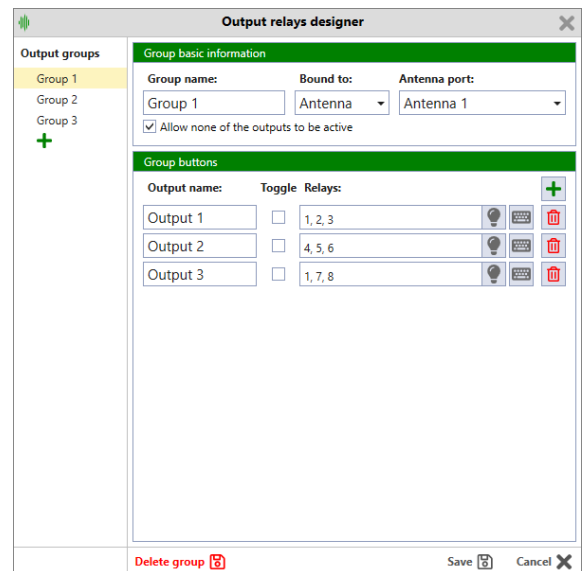 Output relays designer
Output groups
Group 1
Group 2
Group 3
Group basic information
Group name: Bound to: Antenna port:
Group 1 Antenna Antenna 1
Allow none of the outputs to be active
Group buttons
Output name: Toggle Relays:
Output 1 1, 2, 3
Output 2 4, 5, 6
Output 3 1, 7, 8
Delete group Save Cancel